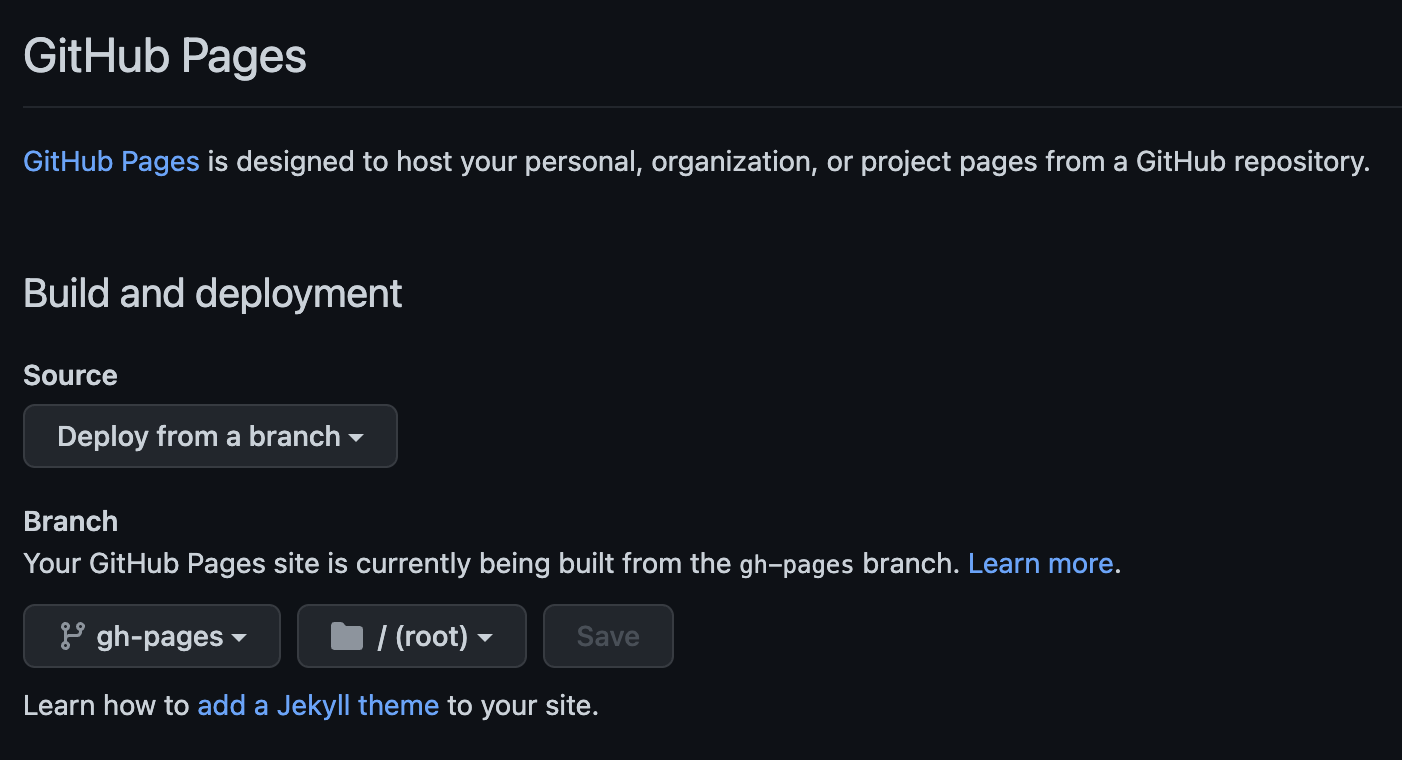 GitHub Pages
GitHub Pages is designed to host your personal, organization, or project pages from a GitHub repository.
Build and deployment
Source
Deploy from a branch
Branch
Your GitHub Pages site is currently being built from the gh-pages branch. Learn more.
gh-pages / (root) Save
Learn how to add a Jekyll theme to your site.